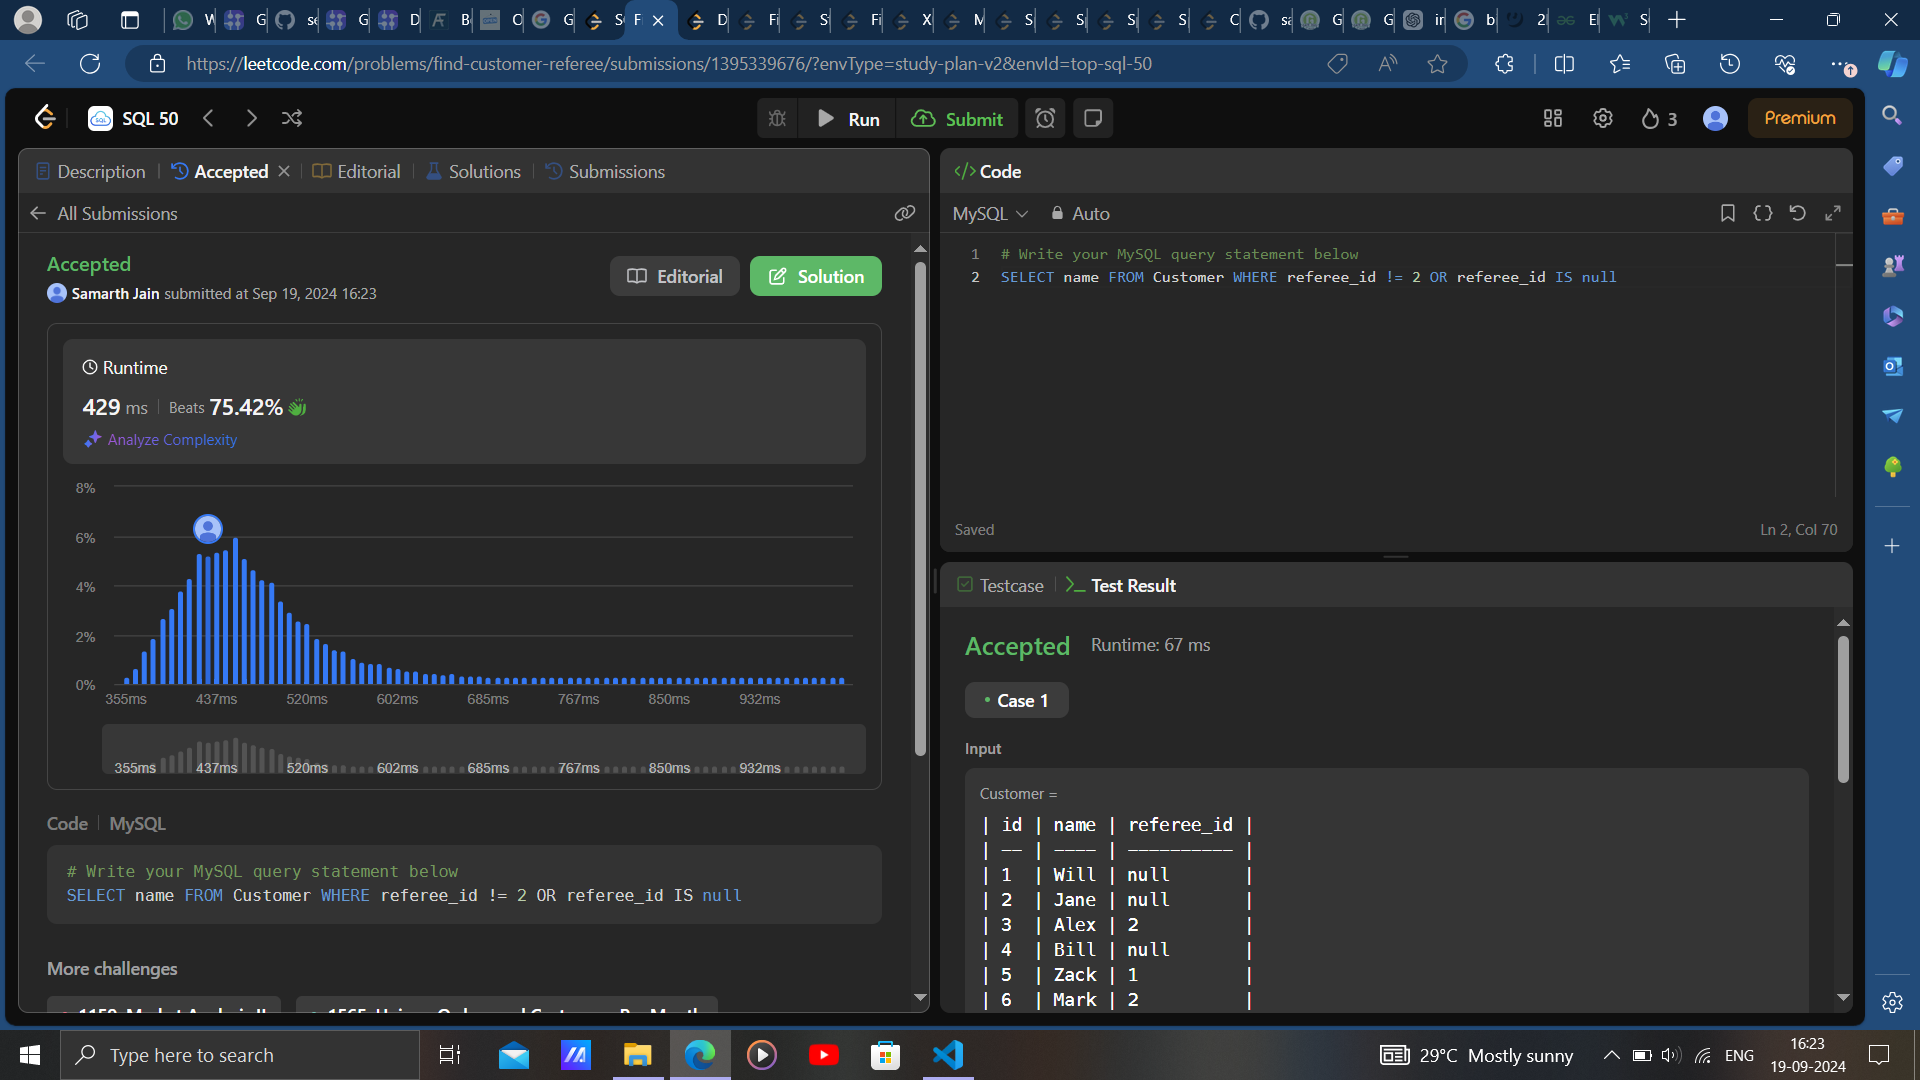 https://leetcode.com/problems/find-customer-referee/submissions/1395339676/?envType=study-plan-v2&envId=top-sql-50
SQL 50
Run
Submit
3
Premium
Description
Accepted
Editorial
Solutions
Submissions
All Submissions
Accepted
Samarth Jain submitted at Sep 19, 2024 16:23
Editorial
Solution
Runtime
429 ms
Beats 75.42%
Analyze Complexity
8%
6%
4%
2%
0%
355ms 437ms 520ms 602ms 685ms 767ms 850ms 932ms
355ms 437ms 520ms 602ms 685ms 767ms 850ms 932ms
Code
MySQL
# Write your MySQL query statement below
SELECT name FROM Customer WHERE referee_id != 2 OR referee_id IS null
More challenges
</> Code
MySQL
Auto
1 # Write your MySQL query statement below
2 SELECT name FROM Customer WHERE referee_id != 2 OR referee_id IS null
Saved
Ln 2, Col 70
Testcase
Test Result
Accepted
Runtime: 67 ms
• Case 1
Input
Customer =
| id | name | referee_id |
| -- | ---- | ---------- |
| 1 | Will | null |
| 2 | Jane | null |
| 3 | Alex | 2 |
| 4 | Bill | null |
| 5 | Zack | 1 |
| 6 | Mark | 2 |
Type here to search
29°C Mostly sunny
ENG
16:23
19-09-2024